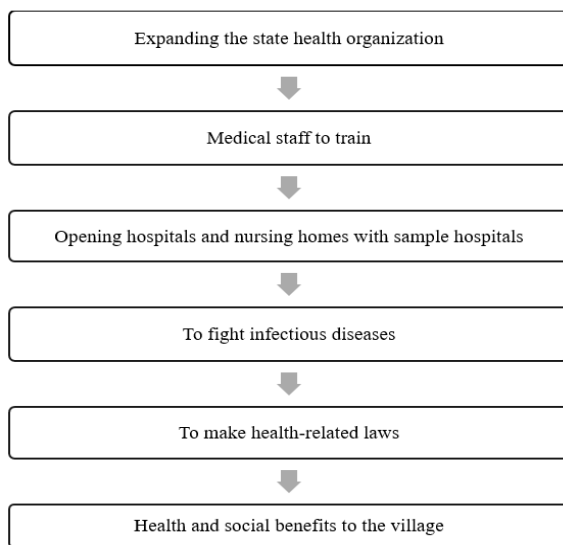 Expanding the state health organization
Medical staff to train
Opening hospitals and nursing homes with sample hospitals
To fight infectious diseases
To make health-related laws
Health and social benefits to the village